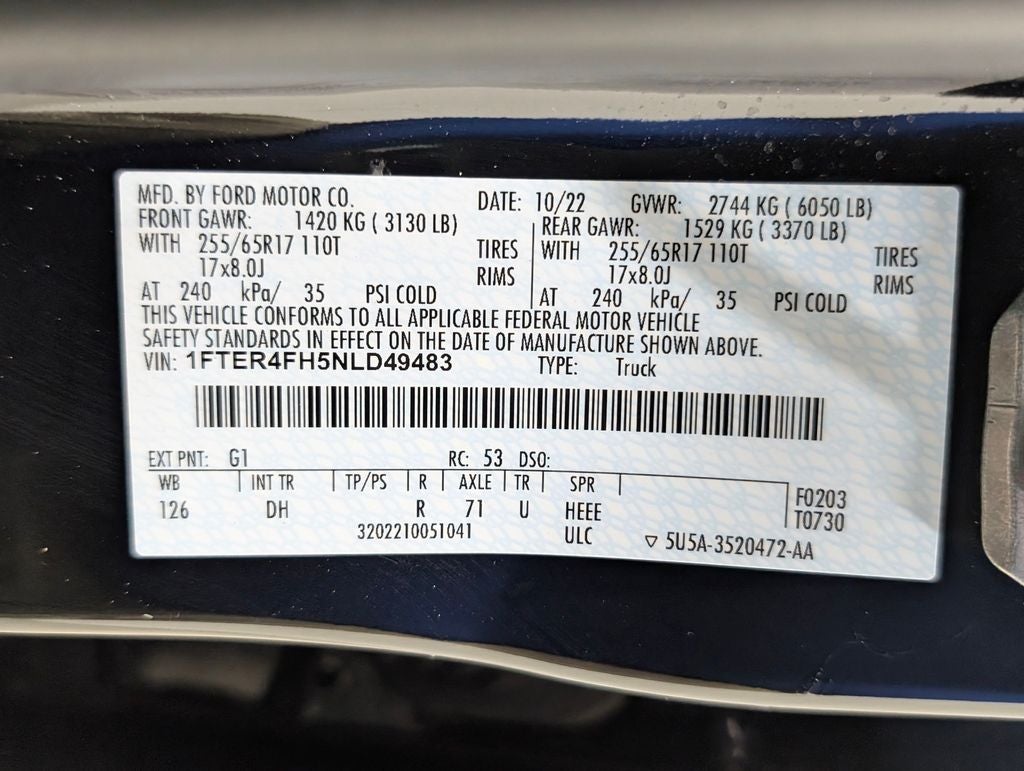 MFD. BY FORD MOTOR CO. DATE: 10/22 GVWR: 2744 KG ( 6050 LB)
FRONT GAWR: 1420 KG ( 3130 LB) REAR GAWR: 1529 KG ( 3370 LB)
WITH 255/65R17 110T TIRES WITH 255/65R17 110T TIRES
17x8.0J RIMS 17x8.0J RIMS
AT 240 kPa/ 35 PSI COLD AT 240 kPa/ 35 PSI COLD
THIS VEHICLE CONFORMS TO ALL APPLICABLE FEDERAL MOTOR VEHICLE
SAFETY STANDARDS IN EFFECT ON THE DATE OF MANUFACTURE SHOWN ABOVE.
VIN: 1FTER4FH5NLD49483 TYPE: Truck
EXT PNT: G1 RC: 53 DSO:
WB INT TR TP/PS R AXLE TR SPR F0203
126 DH R 71 U HEEE T0730
3202210051041 ULC ▽ 5U5A-3520472-AA